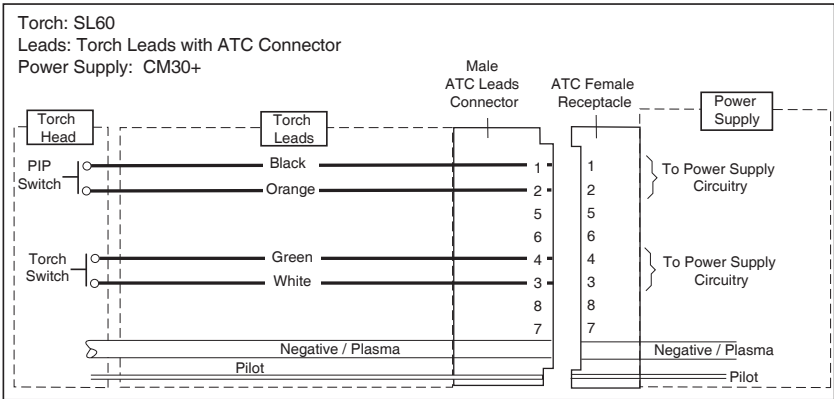 Torch: SL60
Leads: Torch Leads with ATC Connector
Power Supply: CM30+
Male
ATC Leads
Connector
ATC Female
Receptacle
Power
Supply
Torch
Head
Torch
Leads
PIP
Switch
Black
1
1
To Power Supply
Circuitry
Orange
2
2
5
5
6
6
Torch
Switch
Green
4
4
To Power Supply
Circuitry
White
3
3
8
8
7
7
Negative / Plasma
Negative / Plasma
Pilot
Pilot